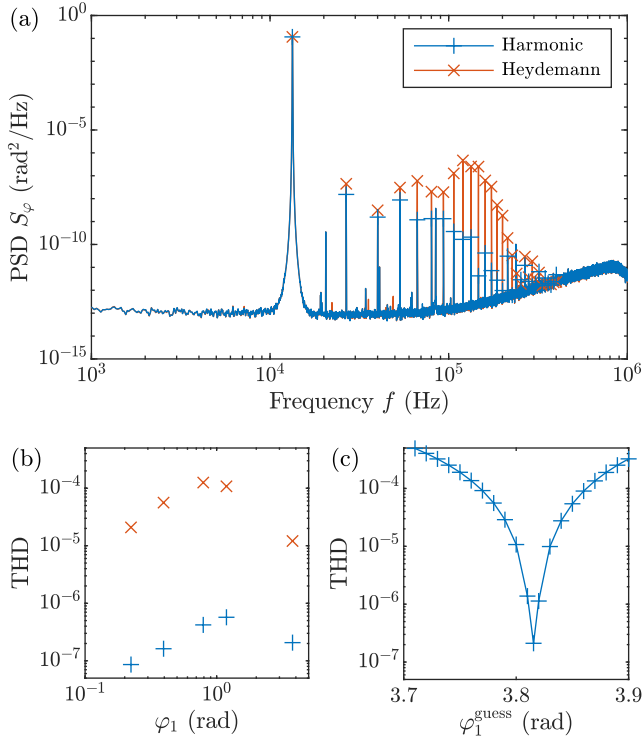 (a)
10^0
10^-5
10^-10
10^-15
PSD S_φ (rad^2/Hz)
Harmonic
Heydemann
10^3
10^4
10^5
10^6
Frequency f (Hz)
(b)
10^-4
10^-5
10^-6
10^-7
THD
10^-1
10^0
φ_1 (rad)
(c)
10^-4
10^-5
10^-6
10^-7
THD
3.7
3.8
3.9
φ_1^guess (rad)